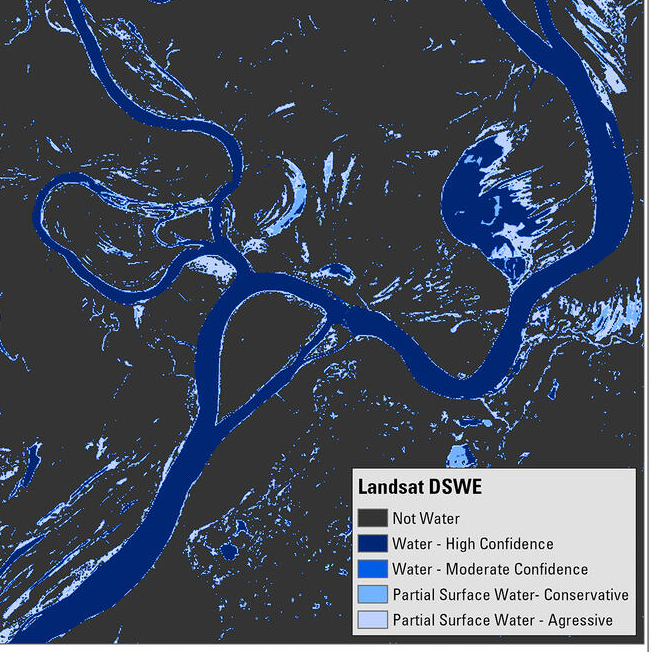 Landsat DSWE
Not Water
Water - High Confidence
Water - Moderate Confidence
Partial Surface Water- Conservative
Partial Surface Water - Agressive